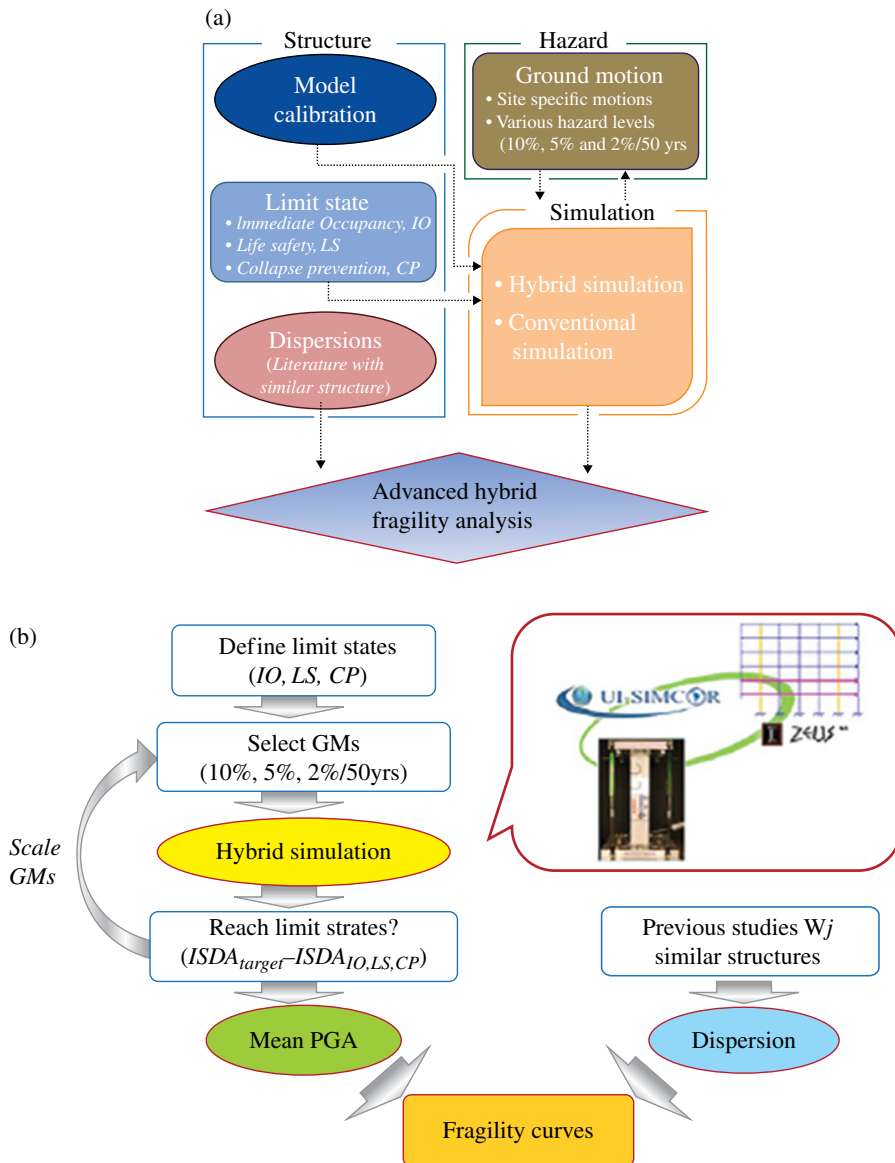 (a)
Structure
Model
calibration
Limit state
• Immediate Occupancy, IO
• Life safety, LS
• Collapse prevention, CP
Dispersions
(Literature with
similar structure)
Hazard
Ground motion
• Site specific motions
• Various hazard levels
(10%, 5% and 2%/50 yrs
Simulation
• Hybrid simulation
• Conventional
simulation
Advanced hybrid
fragility analysis
(b)
Define limit states
(IO, LS, CP)
Select GMs
(10%, 5%, 2%/50yrs)
Scale
GMs
Hybrid simulation
Reach limit strates?
(ISDAtarget–ISDAIO,LS,CP)
Mean PGA
UI-SIMCOR
ZEUS
Previous studies Wj
similar structures
Dispersion
Fragility curves